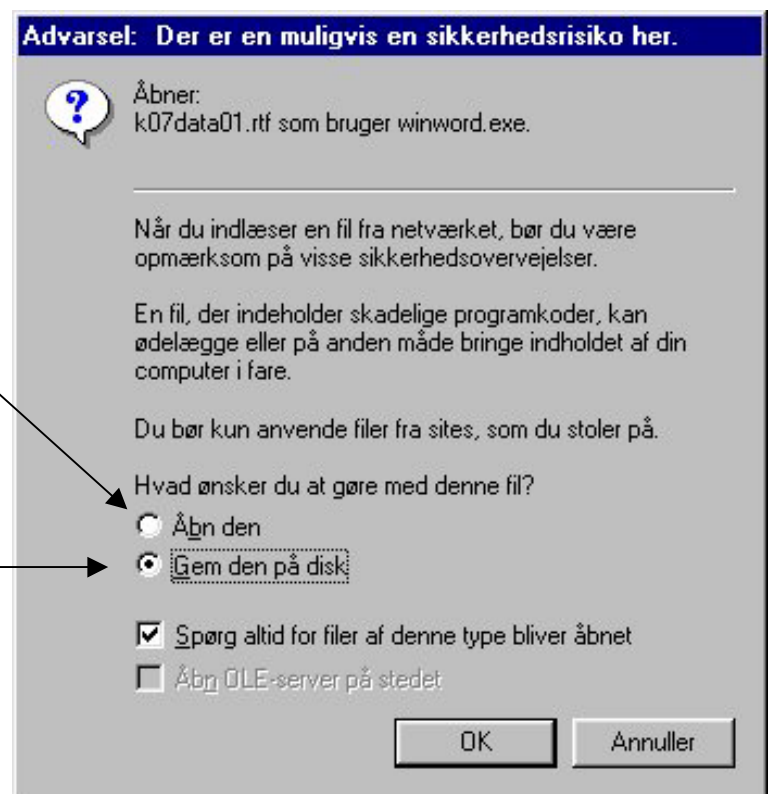 Advarsel: Der er en muligvis en sikkerhedsrisiko her.
Åbner:
k07data01.rtf som bruger winword.exe.
Når du indlæser en fil fra netværket, bør du være
opmærksom på visse sikkerhedsovervejelser.
En fil, der indeholder skadelige programkoder, kan
ødelægge eller på anden måde bringe indholdet af din
computer i fare.
Du bør kun anvende filer fra sites, som du stoler på.
Hvad ønsker du at gøre med denne fil?
Åbn den
Gem den på disk
Spørg altid for filer af denne type bliver åbnet
Åbn OLE-server på stedet
OK
Annuller